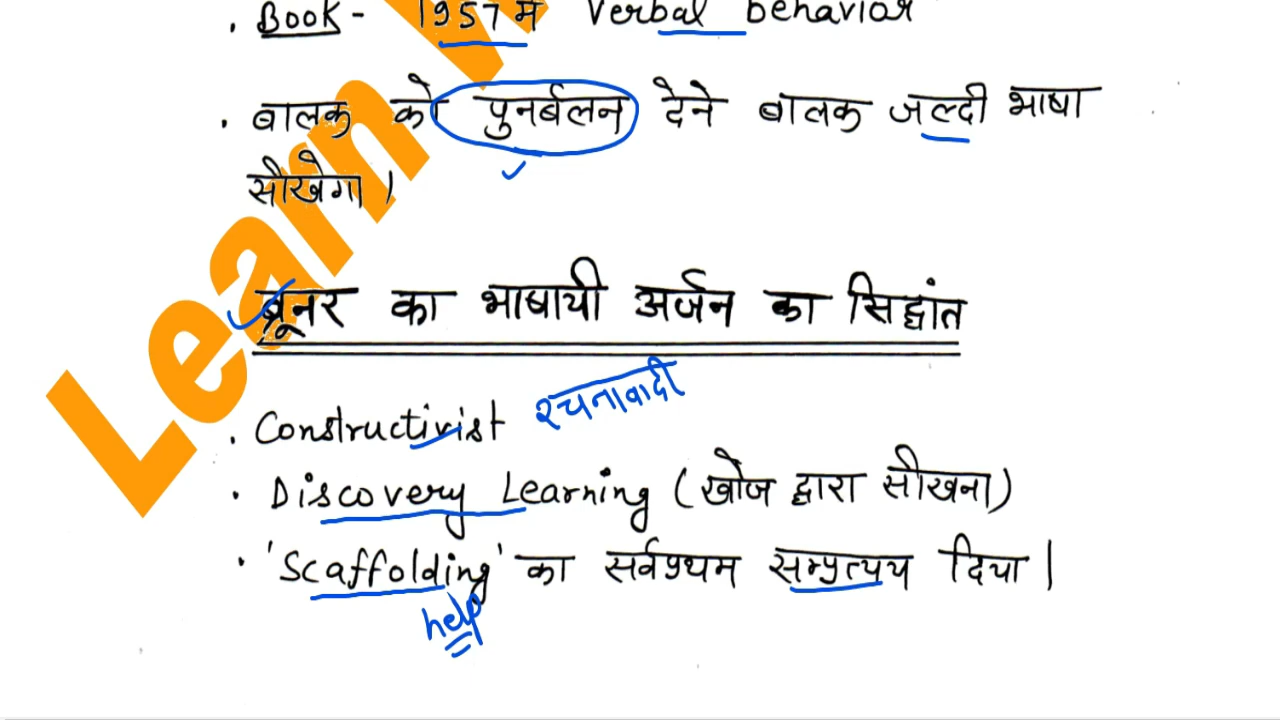 . Book - 1957 में Verbal behavior
. बालक को पुनर्बलन देने बालक जल्दी भाषा
सीखेगा।
ब्रूनर का भाषायी अर्जन का सिद्धांत
रचनावादी
. Constructivist
. Discovery Learning (खोज द्वारा सीखना)
. 'Scaffolding' का सर्वप्रथम सम्प्रत्यय दिया।
help
Learn